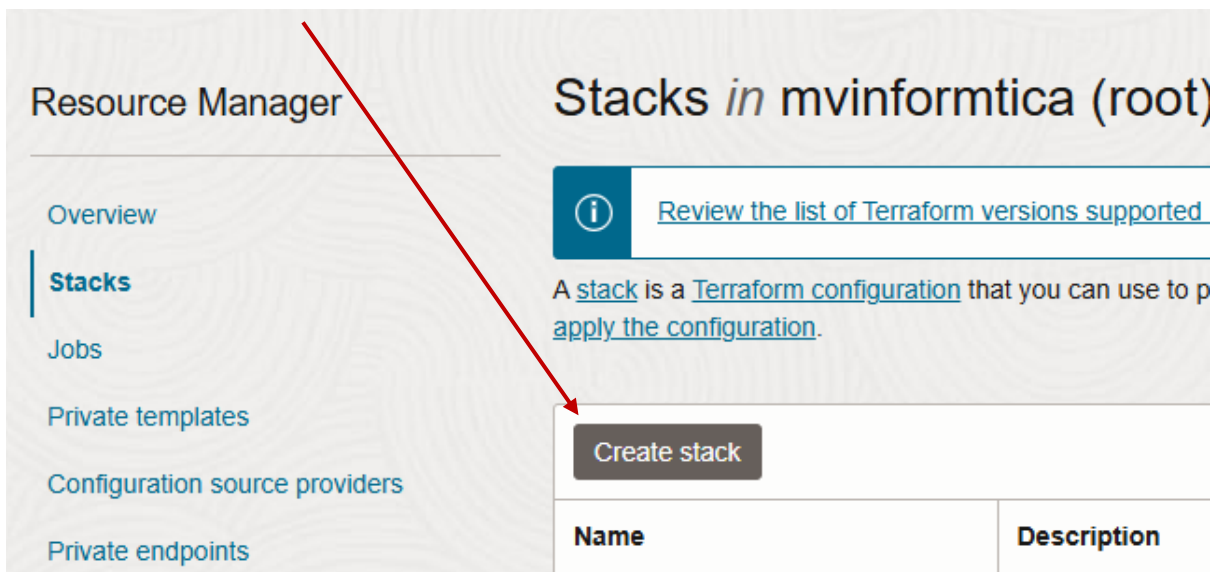 Resource Manager
Overview
Stacks
Jobs
Private templates
Configuration source providers
Private endpoints
Stacks in mvinformtica (root)
Review the list of Terraform versions supported
A stack is a Terraform configuration that you can use to p
apply the configuration.
Create stack
Name
Description